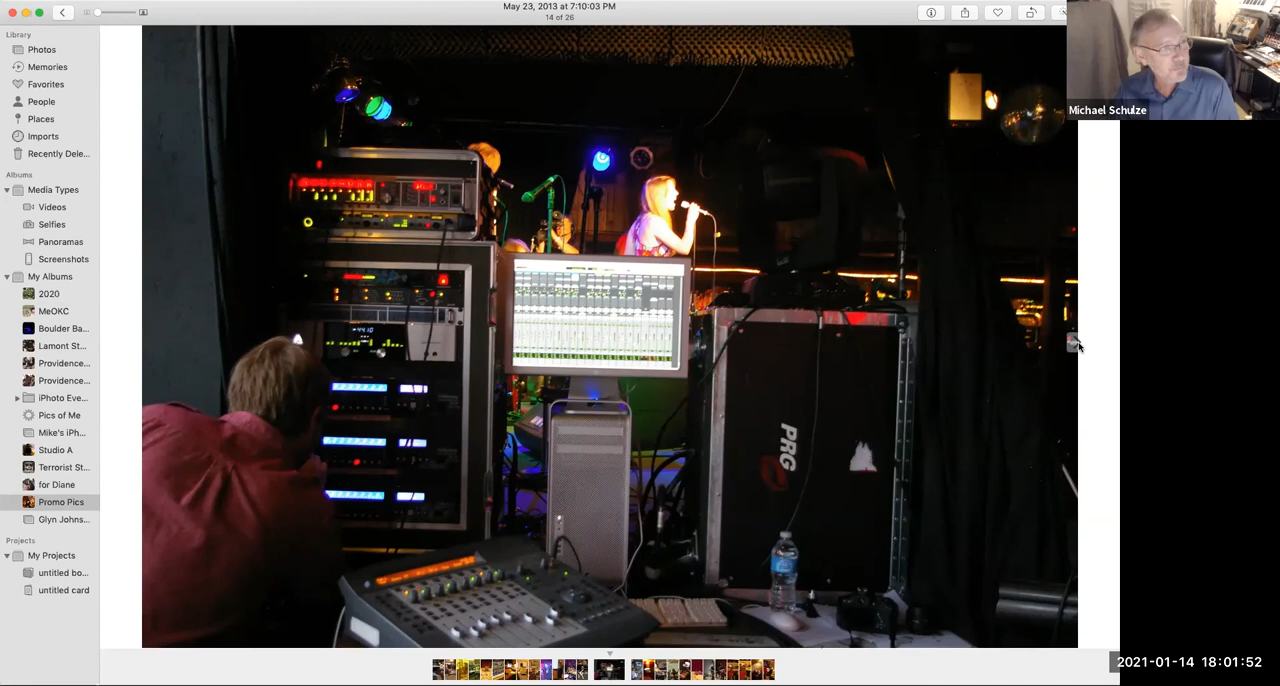 May 23, 2013 at 7:10:03 PM
14 of 26
Library
Photos
Memories
Favorites
People
Places
Imports
Recently Dele...
Albums
Media Types
Videos
Selfies
Panoramas
Screenshots
My Albums
2020
MeOKC
Boulder Ba...
Lamont St...
Providence...
Providence...
iPhoto Eve...
Pics of Me
Mike's iPh...
Studio A
Terrorist St...
for Diane
Promo Pics
Glyn Johns...
Projects
My Projects
untitled bo...
untitled card
Michael Schulze
PRG
2021-01-14 18:01:52